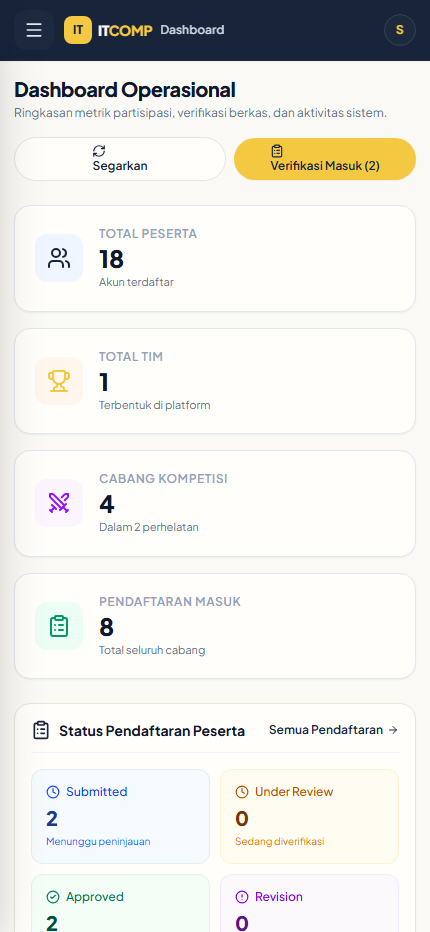 IT ITCOMP Dashboard S
Dashboard Operasional
Ringkasan metrik partisipasi, verifikasi berkas, dan aktivitas sistem.
Segarkan
Verifikasi Masuk (2)
TOTAL PESERTA
18
Akun terdaftar
TOTAL TIM
1
Terbentuk di platform
CABANG KOMPETISI
4
Dalam 2 perhelatan
PENDAFTARAN MASUK
8
Total seluruh cabang
Status Pendaftaran Peserta
Semua Pendaftaran →
Submitted
2
Menunggu peninjauan
Under Review
0
Sedang diverifikasi
Approved
2
Revision
0